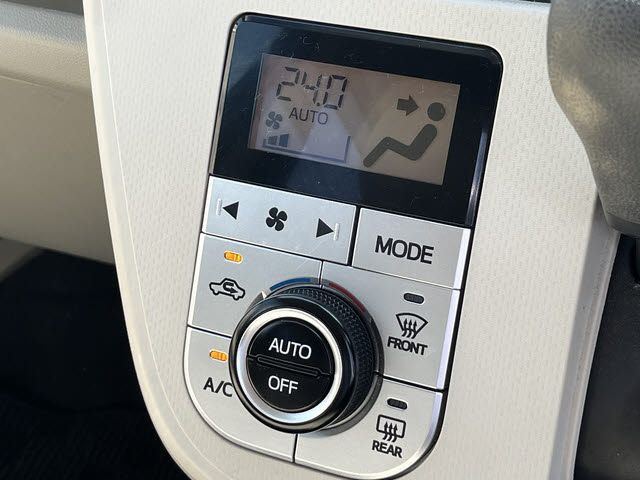 24.0
AUTO
MODE
FRONT
AUTO
OFF
A/C
REAR